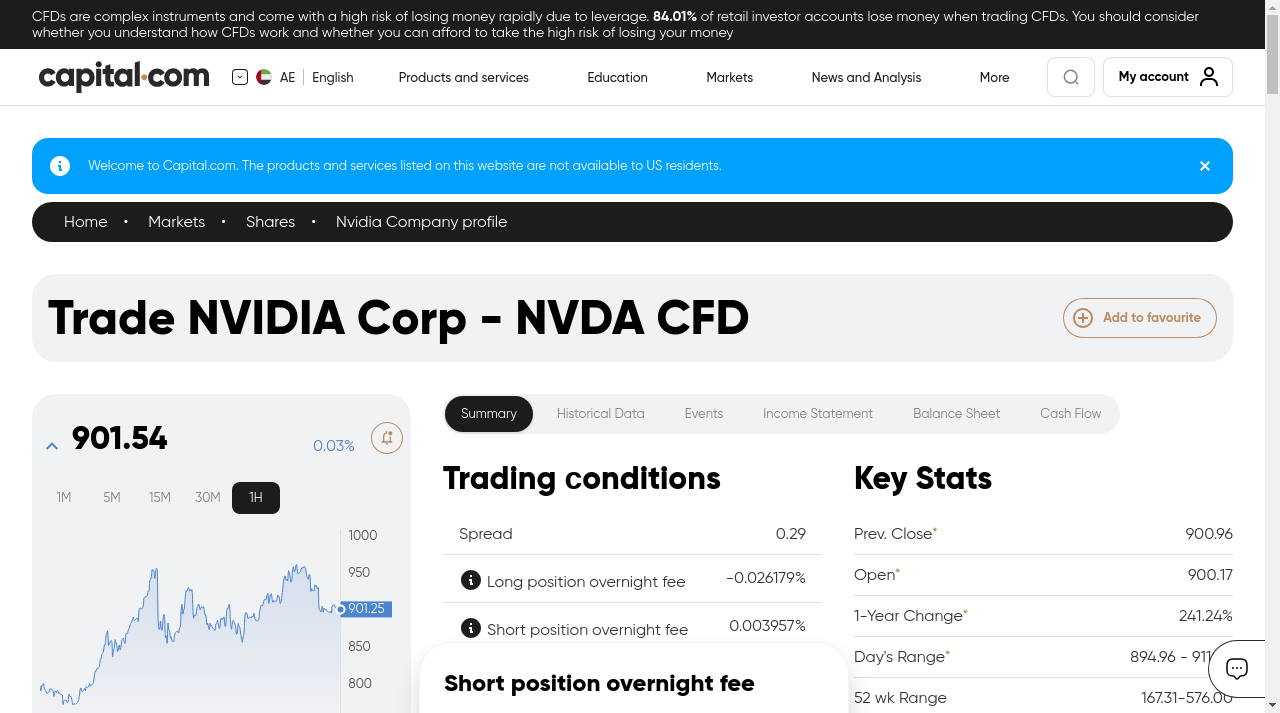 CFDs are complex instruments and come with a high risk of losing money rapidly due to leverage. 84.01% of retail investor accounts lose money when trading CFDs. You should consider
whether you understand how CFDs work and whether you can afford to take the high risk of losing your money
capital.com
AE English
Products and services
Education
Markets
News and Analysis
More
My account
Welcome to Capital.com. The products and services listed on this website are not available to US residents.
Home • Markets • Shares • Nvidia Company profile
Trade NVIDIA Corp - NVDA CFD
Add to favourite
901.54
0.03%
1M 5M 15M 30M 1H
1000
950
901.25
850
800
Summary Historical Data Events Income Statement Balance Sheet Cash Flow
Trading conditions
Spread 0.29
Long position overnight fee -0.026179%
Short position overnight fee 0.003957%
Short position overnight fee
Key Stats
Prev. Close* 900.96
Open* 900.17
1-Year Change* 241.24%
Day's Range* 894.96 - 911
52 wk Range 167.31-576.00